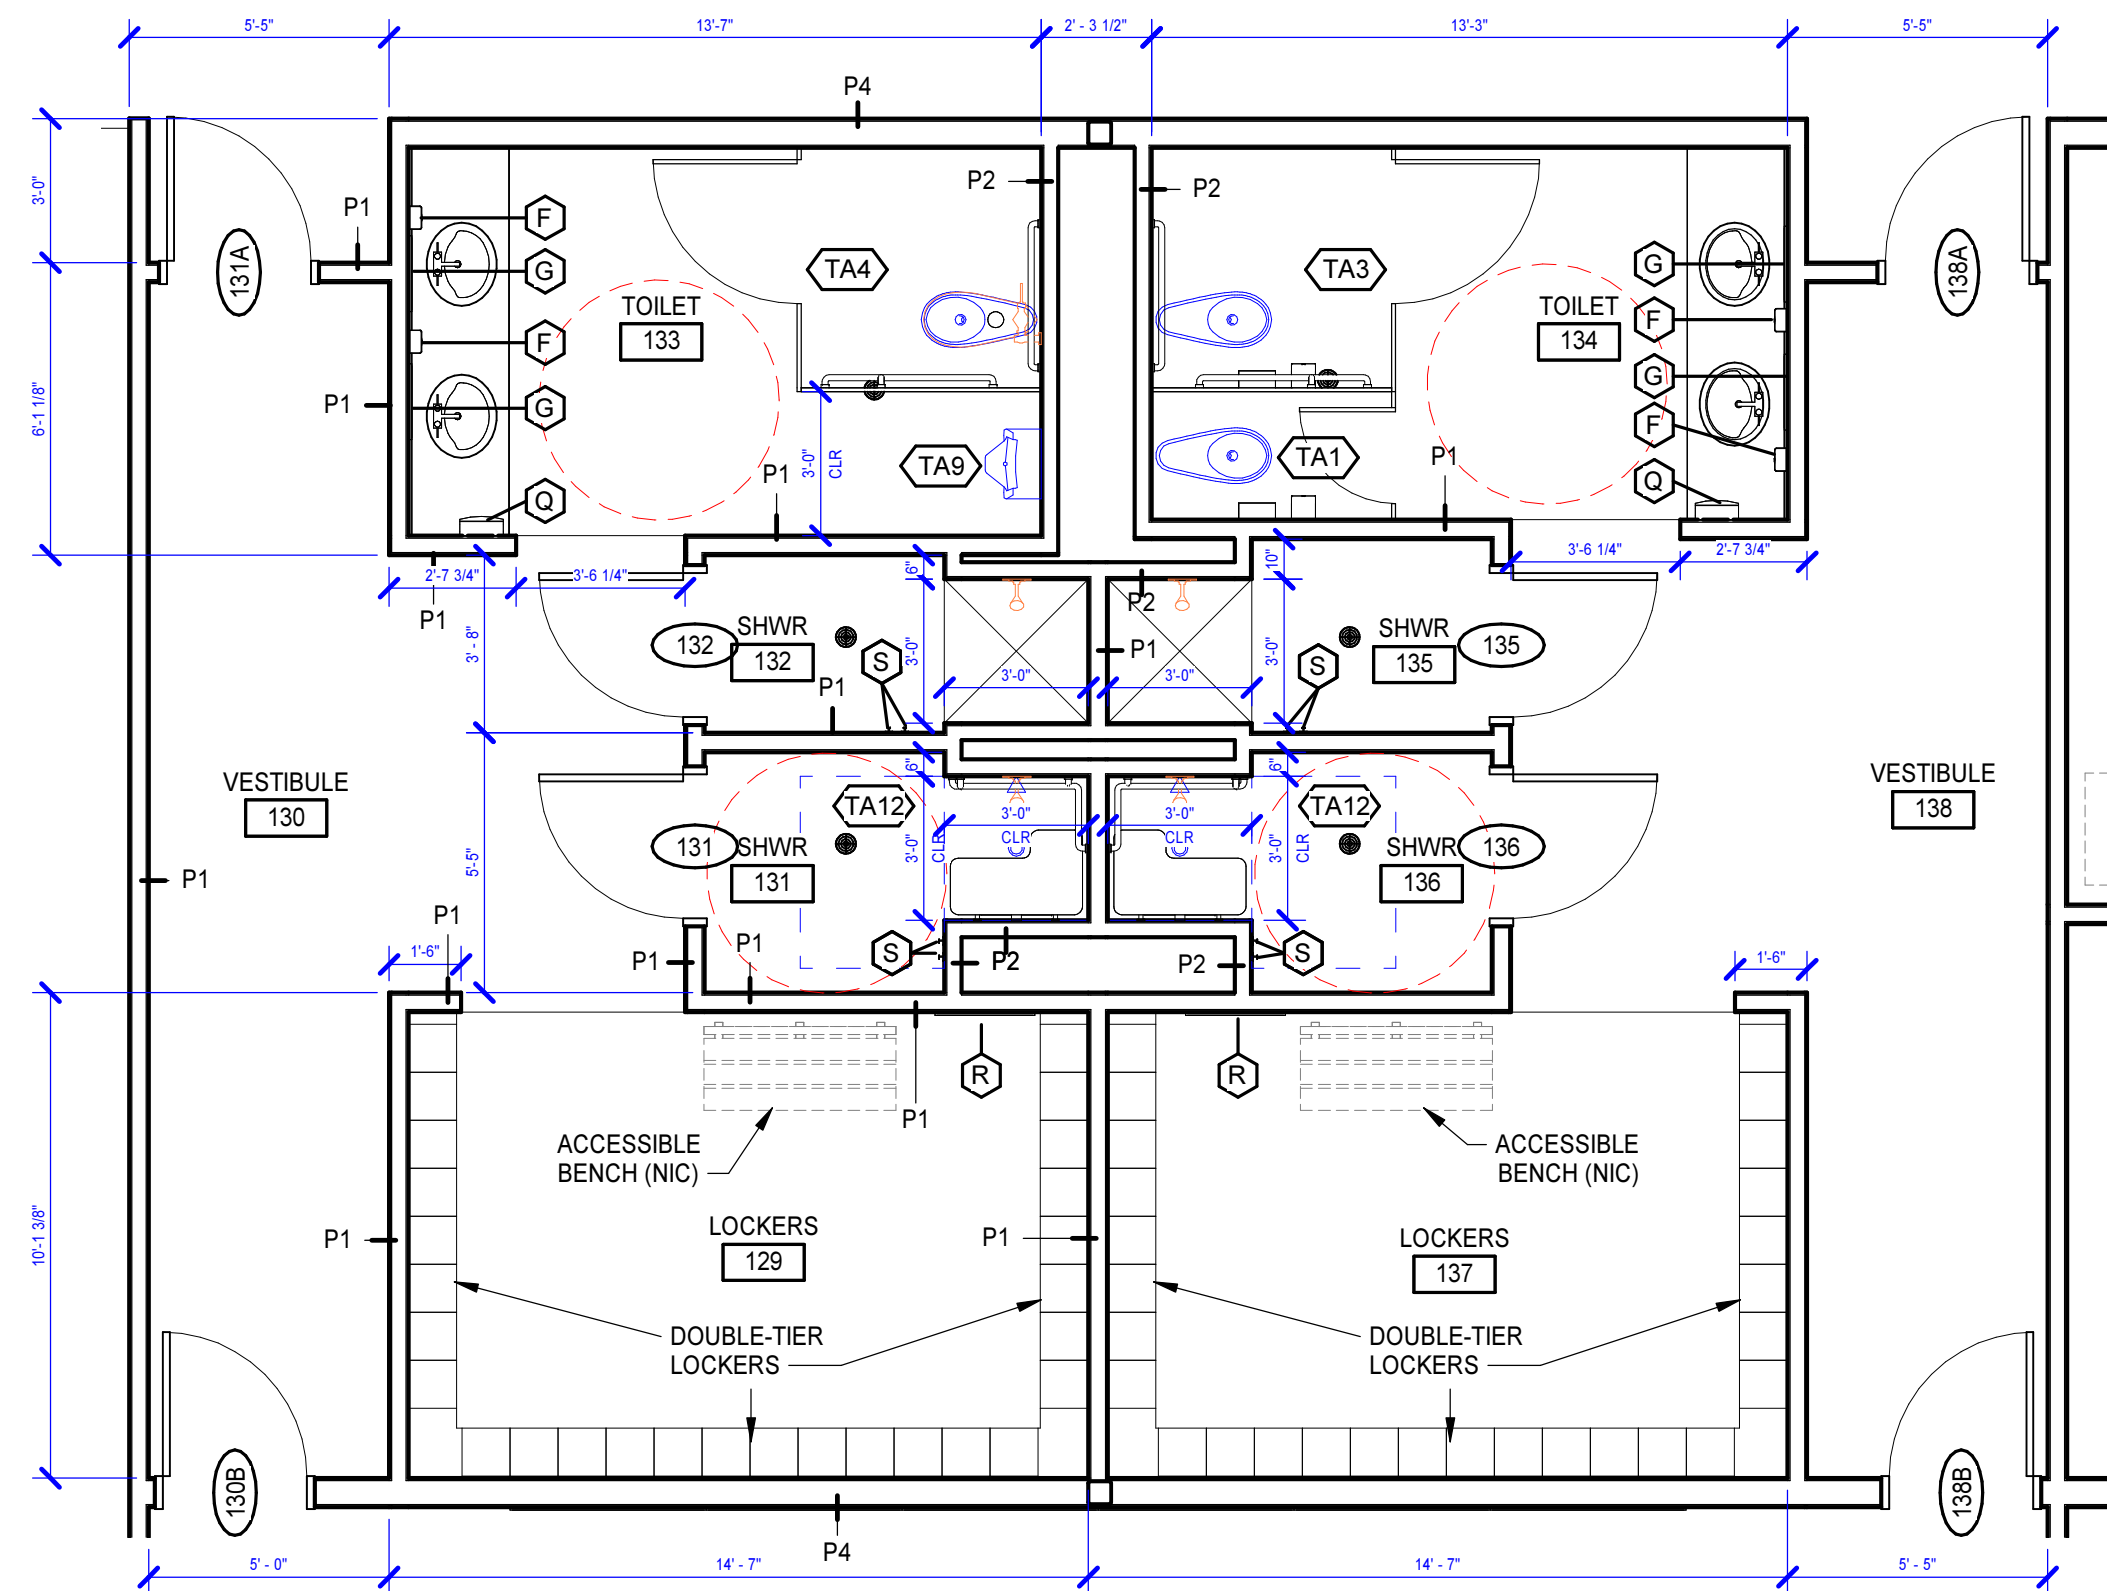 5'-5"
13'-7"
2' - 3 1/2"
13'-3"
5'-5"
P4
3'-0"
P1
P2
P2
F
G
131A
TA4
TA3
G
138A
TOILET
133
TOILET
134
F
F
G
6'-1 1/8"
P1
G
F
3'-0"
CLR
TA9
TA1
P1
P1
Q
Q
2'-7 3/4"
3'-6 1/4"
6"
10"
3'-6 1/4"
2'-7 3/4"
P1
P2
3' - 8"
132
SHWR
132
S
3'-0"
3'-0"
P1
3'-0"
3'-0"
S
SHWR
135
135
P1
VESTIBULE
130
6"
6"
VESTIBULE
138
TA12
TA12
3'-0"
CLR
3'-0"
CLR
3'-0"
CLR
3'-0"
CLR
131
SHWR
131
SHWR
136
136
5'-5"
P1
P1
1'-6"
P1
P1
S
P2
P2
S
1'-6"
R
R
P1
ACCESSIBLE
BENCH (NIC)
ACCESSIBLE
BENCH (NIC)
10'-1 3/8"
P1
LOCKERS
129
P1
LOCKERS
137
DOUBLE-TIER
LOCKERS
DOUBLE-TIER
LOCKERS
130B
138B
P4
5' - 0"
14' - 7"
14' - 7"
5' - 5"